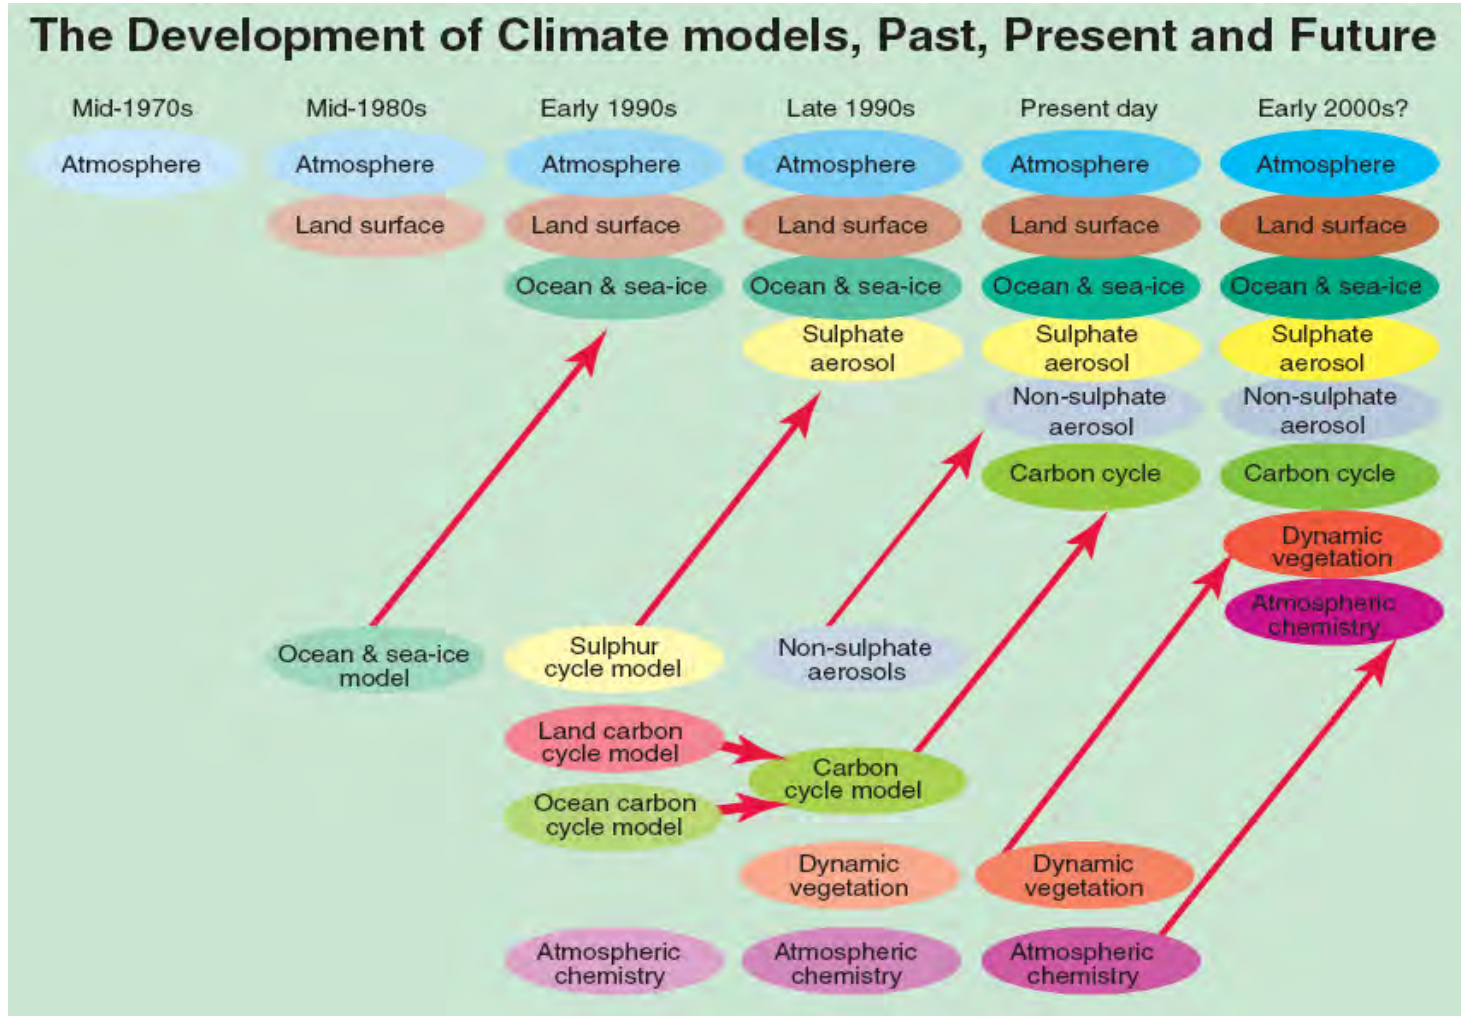 The Development of Climate models, Past, Present and Future
Mid-1970s
Mid-1980s
Early 1990s
Late 1990s
Present day
Early 2000s?
Atmosphere
Atmosphere
Atmosphere
Atmosphere
Atmosphere
Atmosphere
Land surface
Land surface
Land surface
Land surface
Land surface
Ocean & sea-ice
Ocean & sea-ice
Ocean & sea-ice
Ocean & sea-ice
Sulphate
aerosol
Sulphate
aerosol
Sulphate
aerosol
Non-sulphate
aerosol
Non-sulphate
aerosol
Carbon cycle
Carbon cycle
Dynamic
vegetation
Atmospheric
chemistry
Ocean & sea-ice
model
Sulphur
cycle model
Non-sulphate
aerosols
Land carbon
cycle model
Carbon
cycle model
Ocean carbon
cycle model
Dynamic
vegetation
Dynamic
vegetation
Atmospheric
chemistry
Atmospheric
chemistry
Atmospheric
chemistry